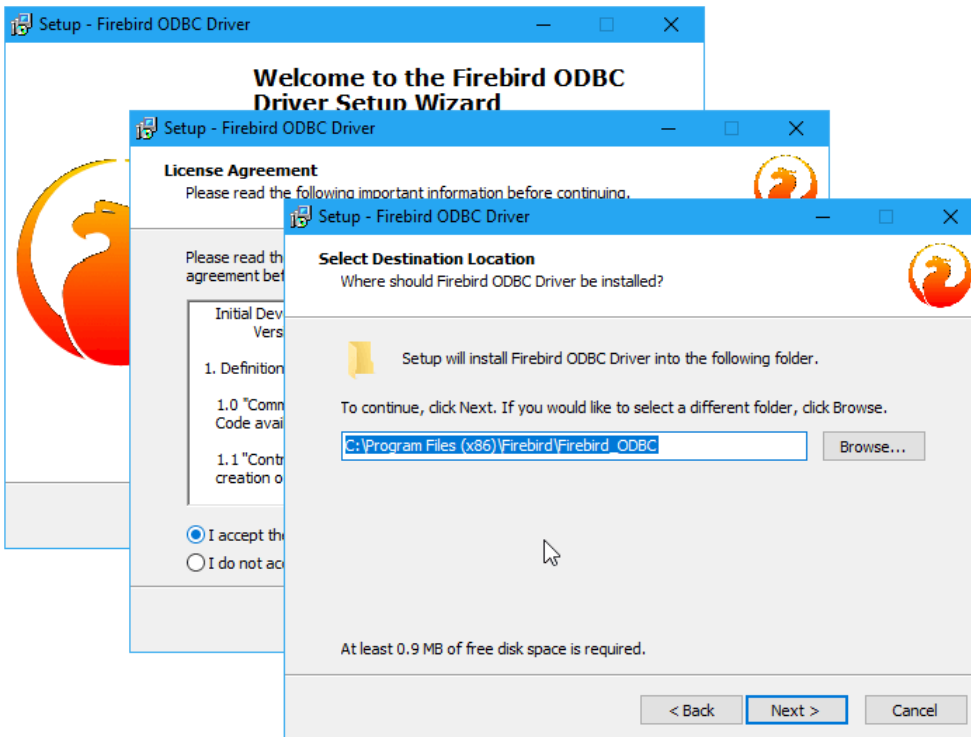 Setup - Firebird ODBC Driver
Welcome to the Firebird ODBC
Driver Setup Wizard
Setup - Firebird ODBC Driver
License Agreement
Please read the following important information before continuing.
Please read th
agreement bef
Initial Dev
Vers
1. Definition
1.0 "Comm
Code avai
1.1 "Contr
creation o
I accept the
I do not acc
Setup - Firebird ODBC Driver
Select Destination Location
Where should Firebird ODBC Driver be installed?
Setup will install Firebird ODBC Driver into the following folder.
To continue, click Next. If you would like to select a different folder, click Browse.
C:\Program Files (x86)\Firebird\Firebird_ODBC
Browse...
At least 0.9 MB of free disk space is required.
< Back Next > Cancel